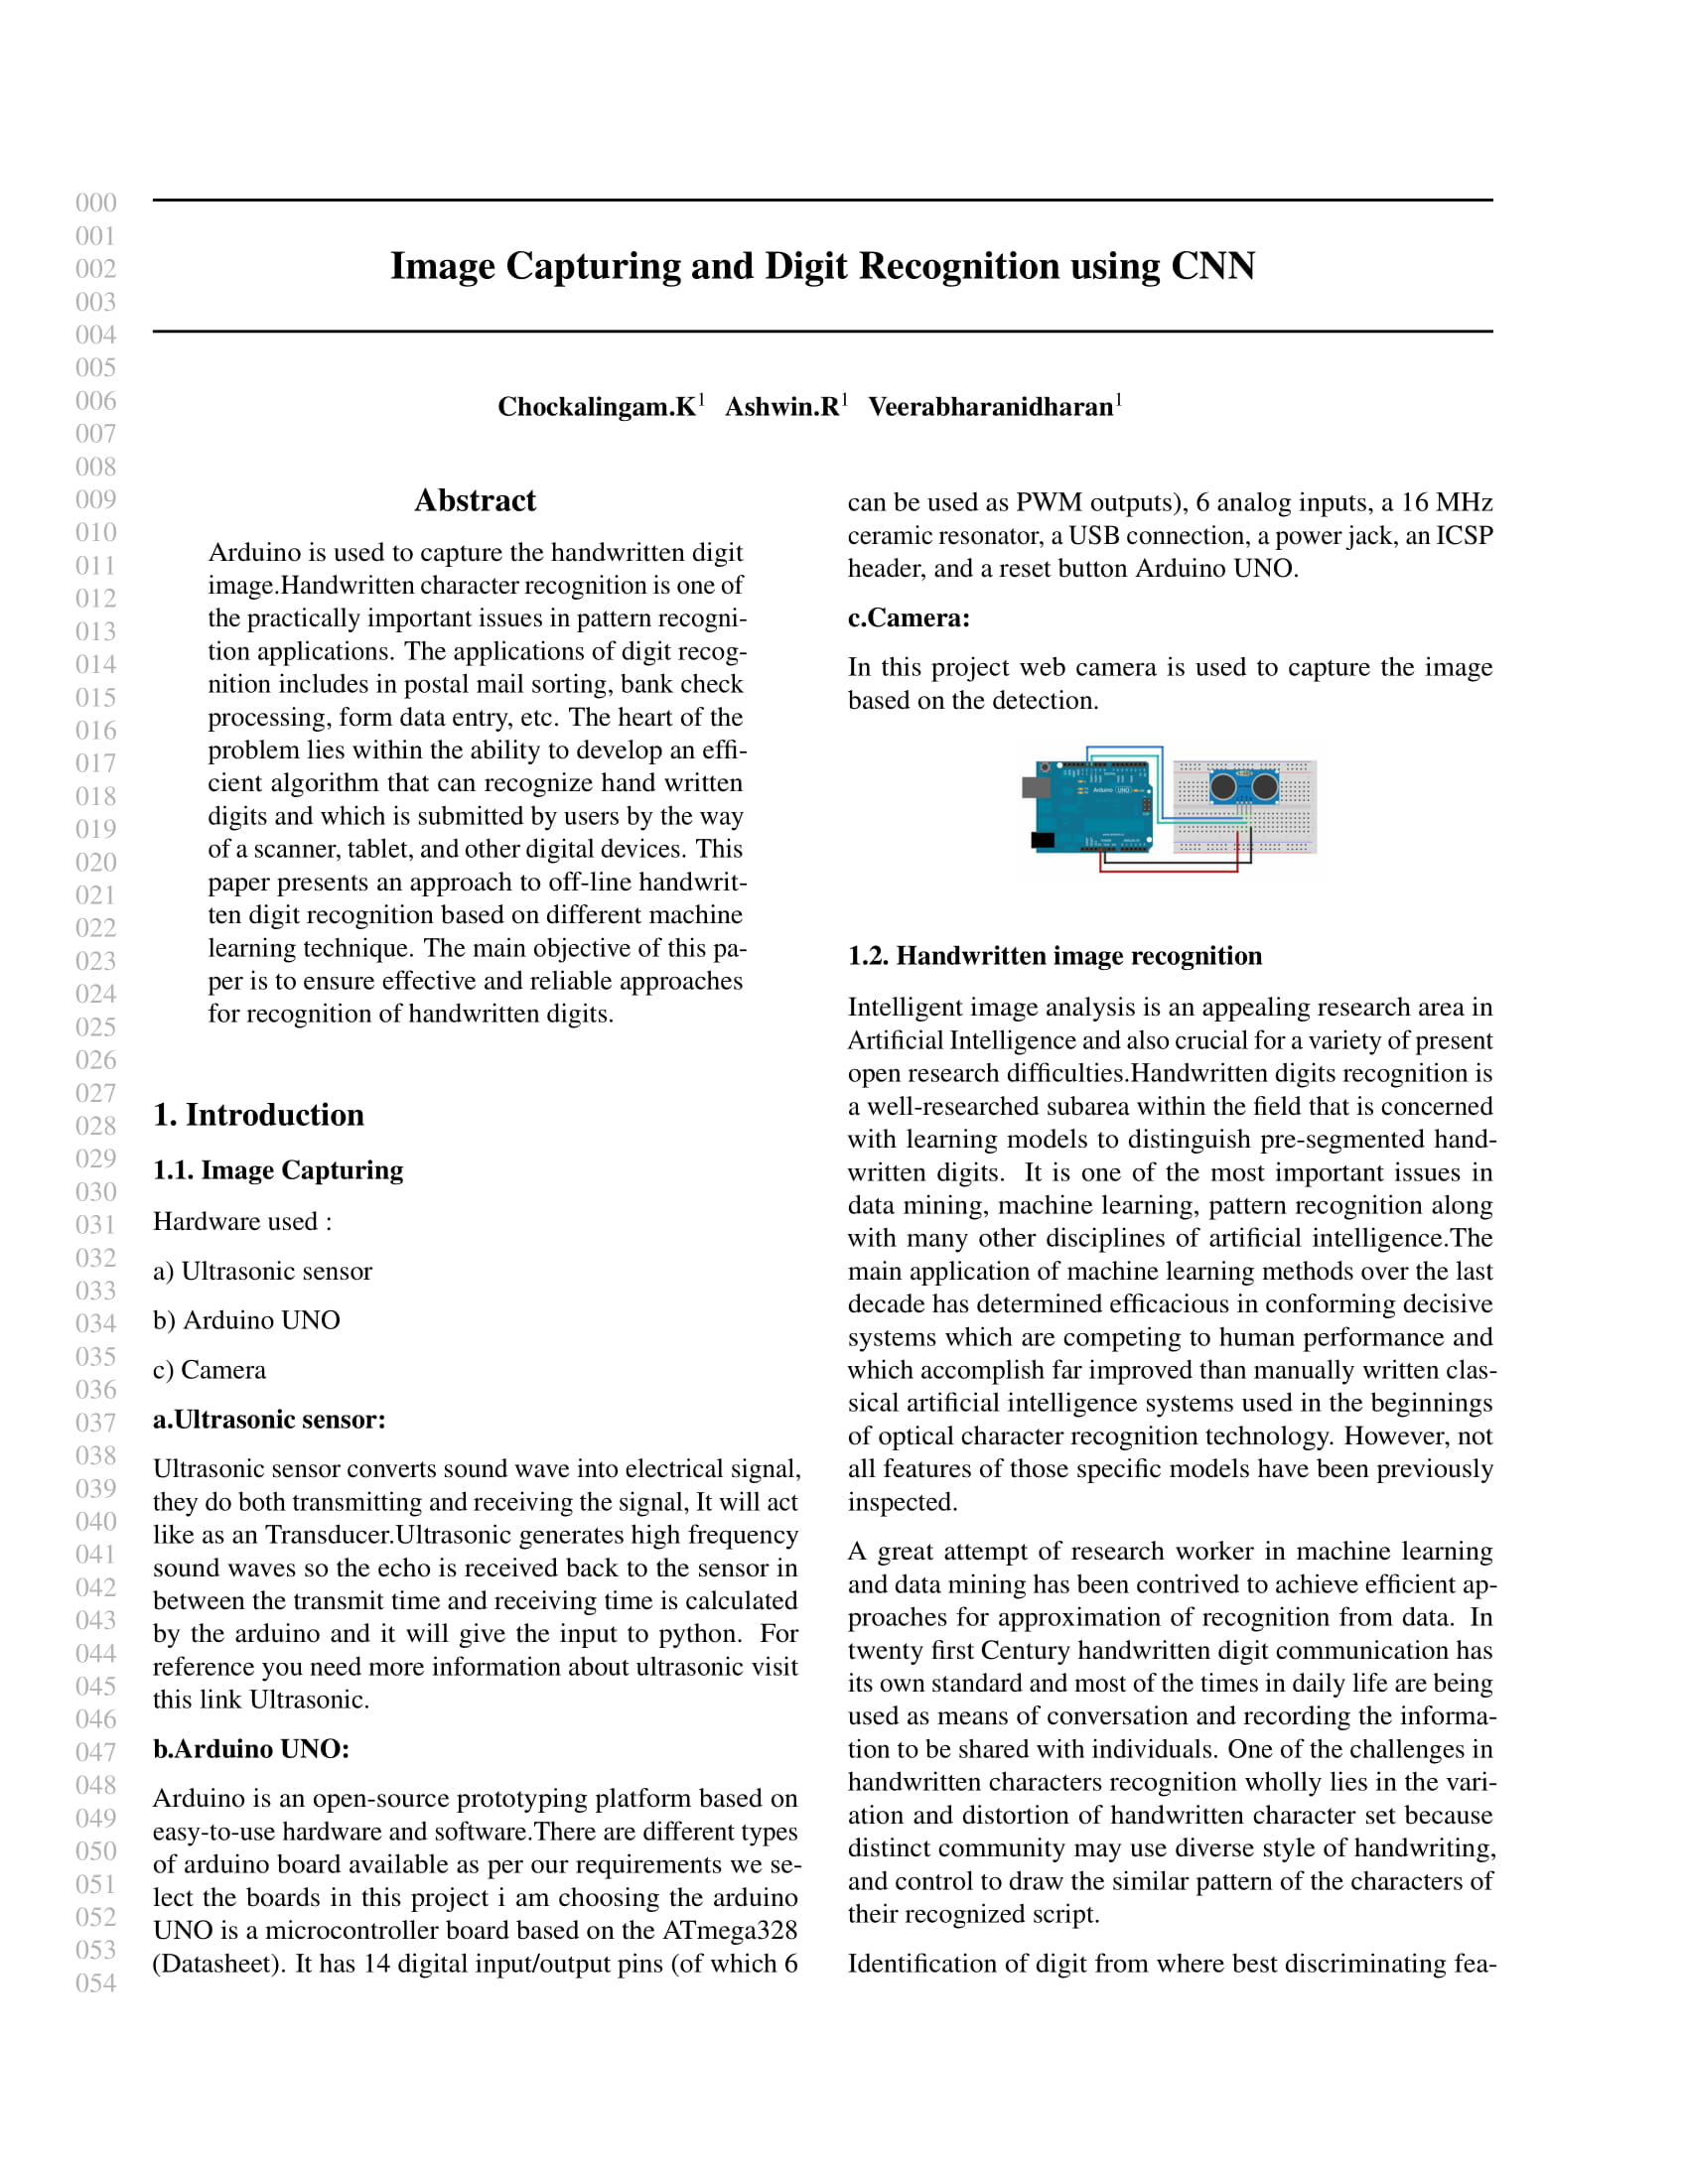 000
001
002
003
004
005
006
007
008
009
010
011
012
013
014
015
016
017
018
019
020
021
022
023
024
025
026
027
028
029
030
031
032
033
034
035
036
037
038
039
040
041
042
043
044
045
046
047
048
049
050
051
052
053
054
Image Capturing and Digit Recognition using CNN
Chockalingam.K¹ Ashwin.R¹ Veerabharanidharan¹
Abstract
Arduino is used to capture the handwritten digit
image.Handwritten character recognition is one of
the practically important issues in pattern recogni-
tion applications. The applications of digit recog-
nition includes in postal mail sorting, bank check
processing, form data entry, etc. The heart of the
problem lies within the ability to develop an effi-
cient algorithm that can recognize hand written
digits and which is submitted by users by the way
of a scanner, tablet, and other digital devices. This
paper presents an approach to off-line handwrit-
ten digit recognition based on different machine
learning technique. The main objective of this pa-
per is to ensure effective and reliable approaches
for recognition of handwritten digits.
1. Introduction
1.1. Image Capturing
Hardware used :
a) Ultrasonic sensor
b) Arduino UNO
c) Camera
a.Ultrasonic sensor:
Ultrasonic sensor converts sound wave into electrical signal,
they do both transmitting and receiving the signal, It will act
like as an Transducer.Ultrasonic generates high frequency
sound waves so the echo is received back to the sensor in
between the transmit time and receiving time is calculated
by the arduino and it will give the input to python. For
reference you need more information about ultrasonic visit
this link Ultrasonic.
b.Arduino UNO:
Arduino is an open-source prototyping platform based on
easy-to-use hardware and software.There are different types
of arduino board available as per our requirements we se-
lect the boards in this project i am choosing the arduino
UNO is a microcontroller board based on the ATmega328
(Datasheet). It has 14 digital input/output pins (of which 6
can be used as PWM outputs), 6 analog inputs, a 16 MHz
ceramic resonator, a USB connection, a power jack, an ICSP
header, and a reset button Arduino UNO.
c.Camera:
In this project web camera is used to capture the image
based on the detection.
Arduino UNO
1.2. Handwritten image recognition
Intelligent image analysis is an appealing research area in
Artificial Intelligence and also crucial for a variety of present
open research difficulties.Handwritten digits recognition is
a well-researched subarea within the field that is concerned
with learning models to distinguish pre-segmented hand-
written digits. It is one of the most important issues in
data mining, machine learning, pattern recognition along
with many other disciplines of artificial intelligence.The
main application of machine learning methods over the last
decade has determined efficacious in conforming decisive
systems which are competing to human performance and
which accomplish far improved than manually written clas-
sical artificial intelligence systems used in the beginnings
of optical character recognition technology. However, not
all features of those specific models have been previously
inspected.
A great attempt of research worker in machine learning
and data mining has been contrived to achieve efficient ap-
proaches for approximation of recognition from data. In
twenty first Century handwritten digit communication has
its own standard and most of the times in daily life are being
used as means of conversation and recording the informa-
tion to be shared with individuals. One of the challenges in
handwritten characters recognition wholly lies in the vari-
ation and distortion of handwritten character set because
distinct community may use diverse style of handwriting,
and control to draw the similar pattern of the characters of
their recognized script.
Identification of digit from where best discriminating fea-